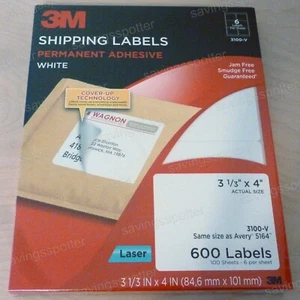 3M
SHIPPING LABELS
PERMANENT ADHESIVE
WHITE
6
3100-V
Jam Free
Smudge Free
Guaranteed*
COVER-UP
TECHNOLOGY
WAGNON
3 1/3" x 4"
ACTUAL SIZE
3100-V
Same size as Avery® 5164™
Laser
600 Labels
100 Sheets - 6 per sheet
3 1/3 IN x 4 IN (84,6 mm x 101 mm)
savingsspotter